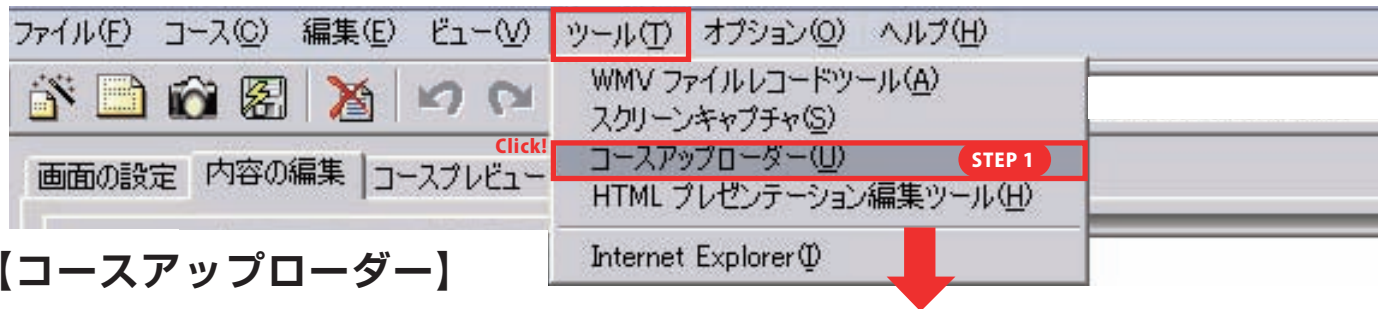 ファイル(F) コース(C) 編集(E) ビュー(V) ツール(T) オプション(O) ヘルプ(H)
WMV ファイルレコードツール(A)
スクリーンキャプチャ(S)
Click!
コースアップローダー(U) STEP 1
画面の設定 内容の編集 コースプレビュー
HTML プレゼンテーション編集ツール(H)
Internet Explorer(I)
【コースアップローダー】